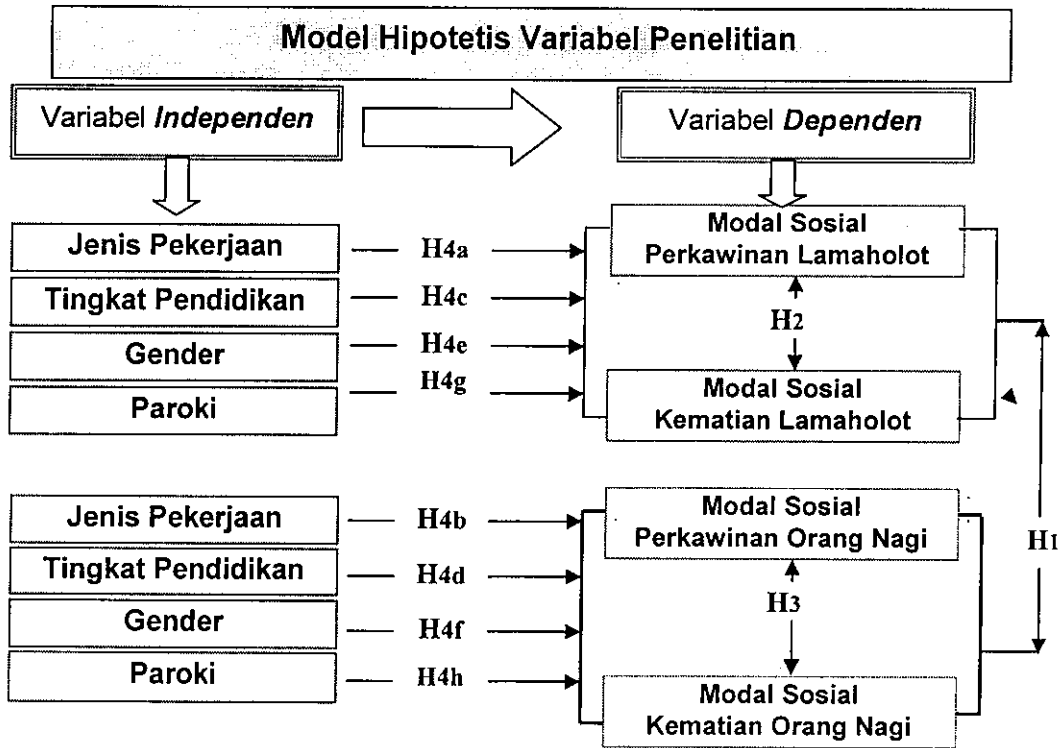 Model Hipotetis Variabel Penelitian
Variabel Independen
Variabel Dependen
Jenis Pekerjaan
H4a
Tingkat Pendidikan
H4c
Gender
H4e
Paroki
H4g
Modal Sosial
Perkawinan Lamaholot
H2
Modal Sosial
Kematian Lamaholot
Jenis Pekerjaan
H4b
Tingkat Pendidikan
H4d
Gender
H4f
Paroki
H4h
Modal Sosial
Perkawinan Orang Nagi
H3
Modal Sosial
Kematian Orang Nagi
H1